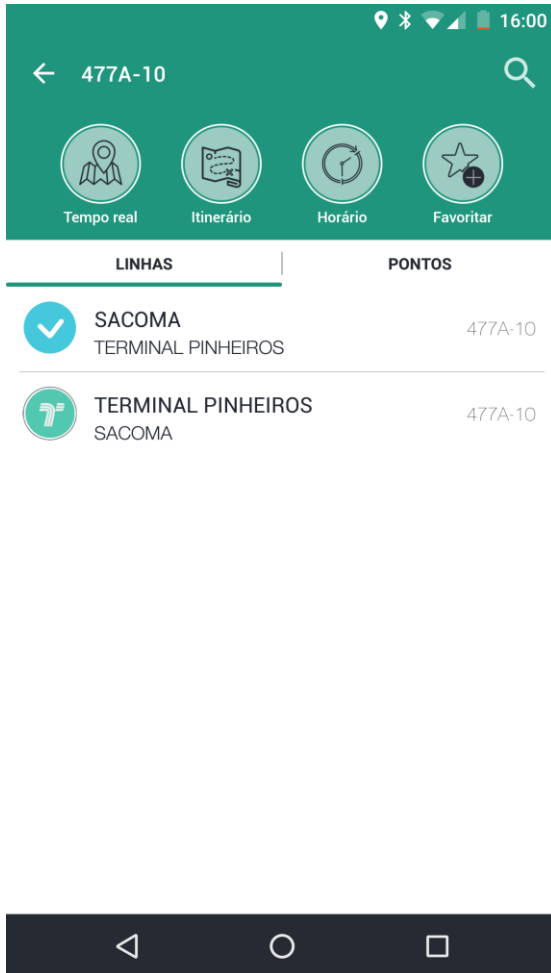 16:00
477A-10
Tempo real
Itinerário
Horário
Favoritar
LINHAS
PONTOS
SACOMA
477A-10
TERMINAL PINHEIROS
TERMINAL PINHEIROS
477A-10
SACOMA